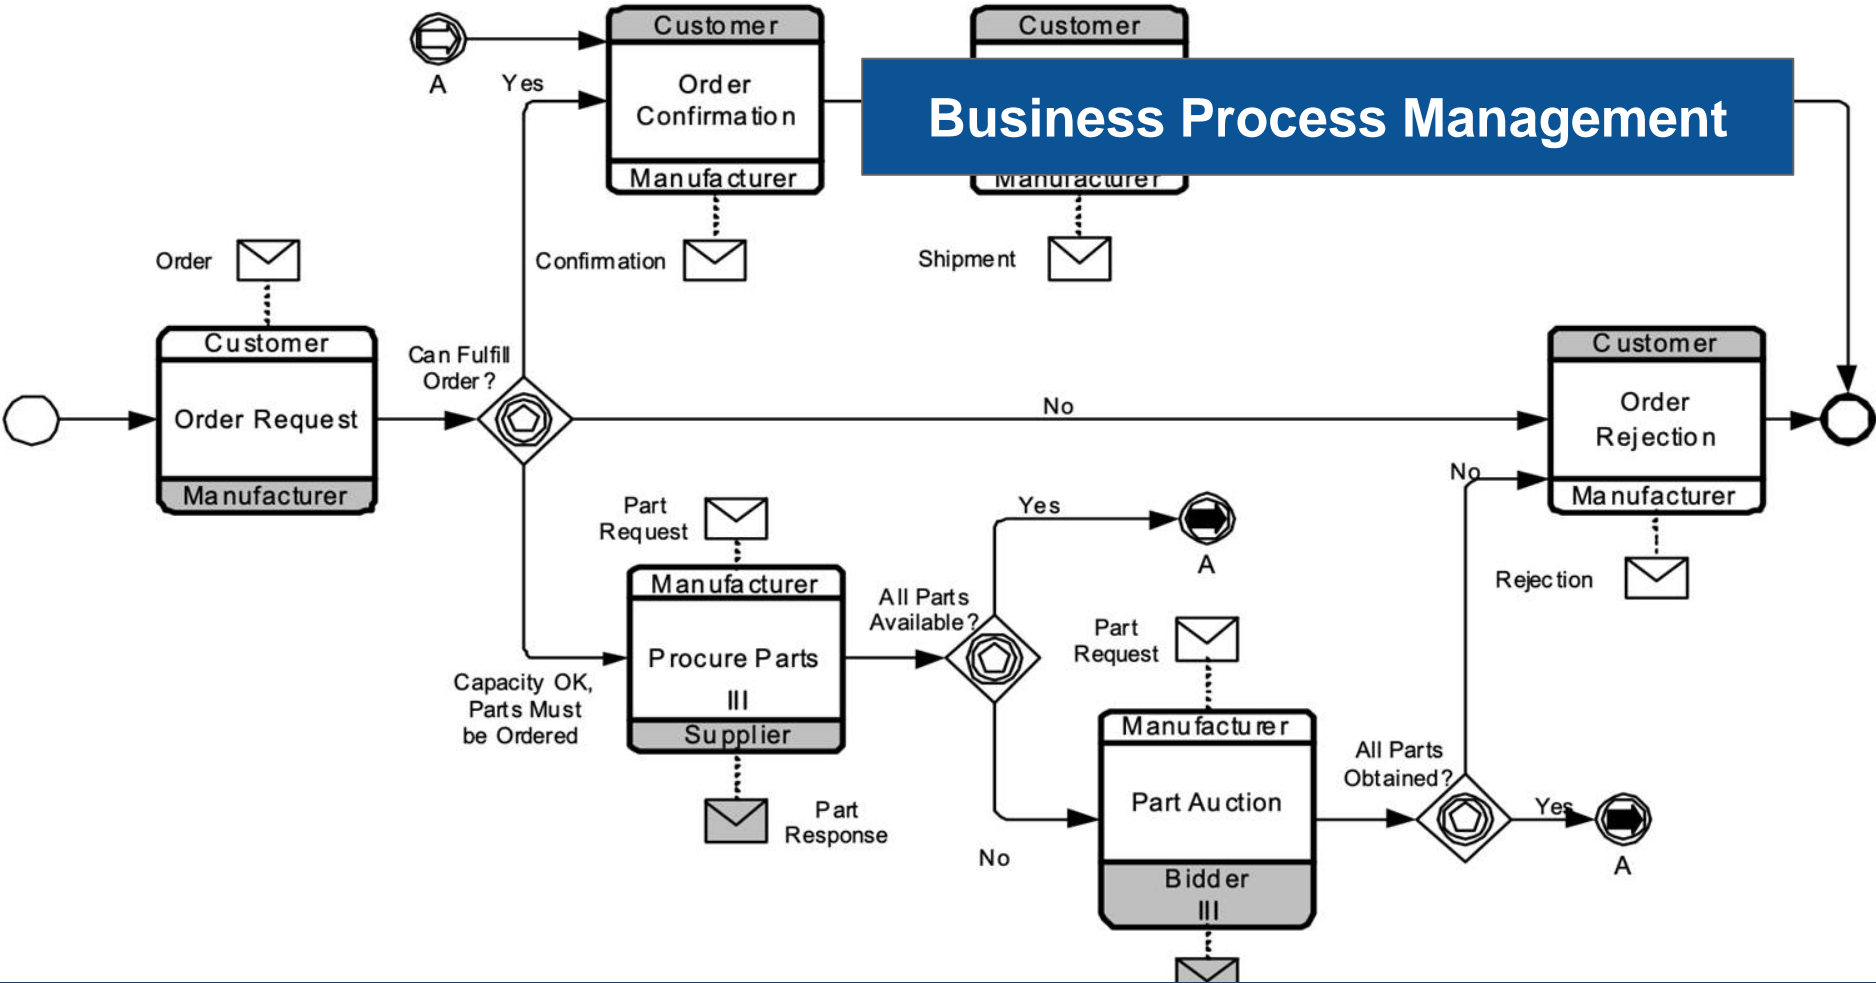 Customer
Customer
A
Yes
Order
Confirmation
Business Process Management
Manufacturer
Manufacturer
Order
Confirmation
Shipment
Customer
Order Request
Manufacturer
Can Fulfill
Order?
No
Customer
Order
Rejection
Manufacturer
No
Rejection
Part
Request
Manufacturer
Procure Parts
Supplier
Capacity OK,
Parts Must
be Ordered
Part
Response
All Parts
Available?
Yes
A
No
Part
Request
Manufacturer
Part Auction
Bidder
All Parts
Obtained?
Yes
A